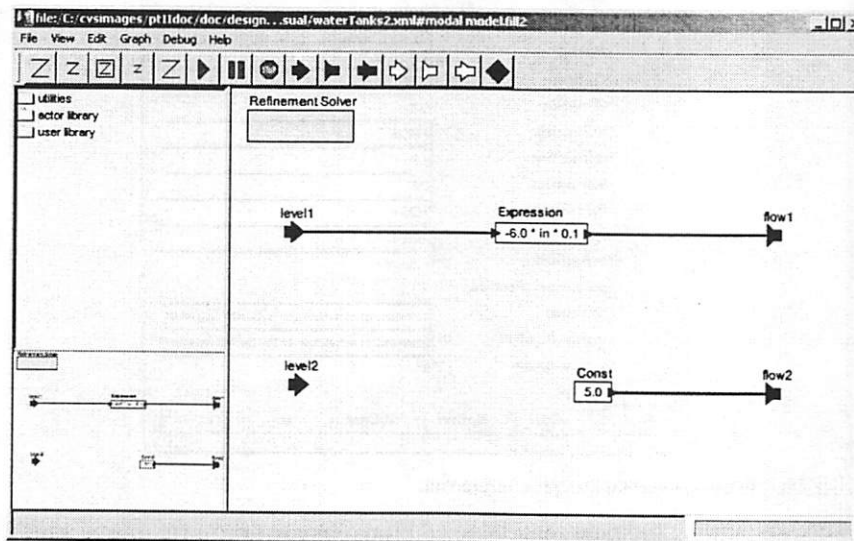 file:/C:/cvsimages/ptIIdoc/doc/design...sual/waterTanks2.xml#modal model.fill2
File View Edit Graph Debug Help
utilities
actor library
user library
Refinement Solver
level1
Expression
-6.0 * in * 0.1
flow1
level2
Const
5.0
flow2